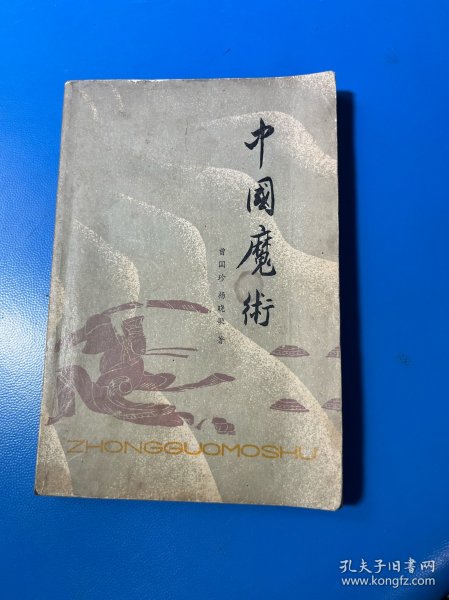 中國魔術
曾国珍 杨晓歌 著
ZHONGGUOMOSHU
孔夫子旧书网
www.kongfz.com